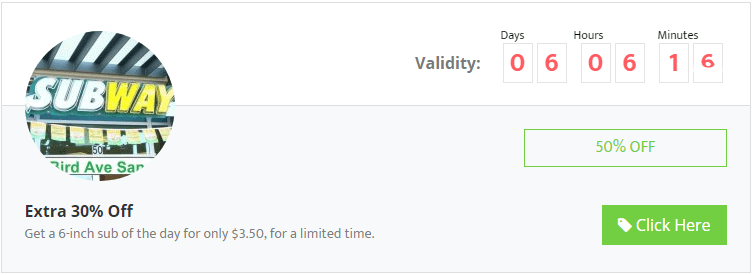 Days Hours Minutes
Validity: 0 6 0 6 1 6
SUBWAY
50
Bird Ave San
50% OFF
Extra 30% Off
Get a 6-inch sub of the day for only $3.50, for a limited time.
Click Here